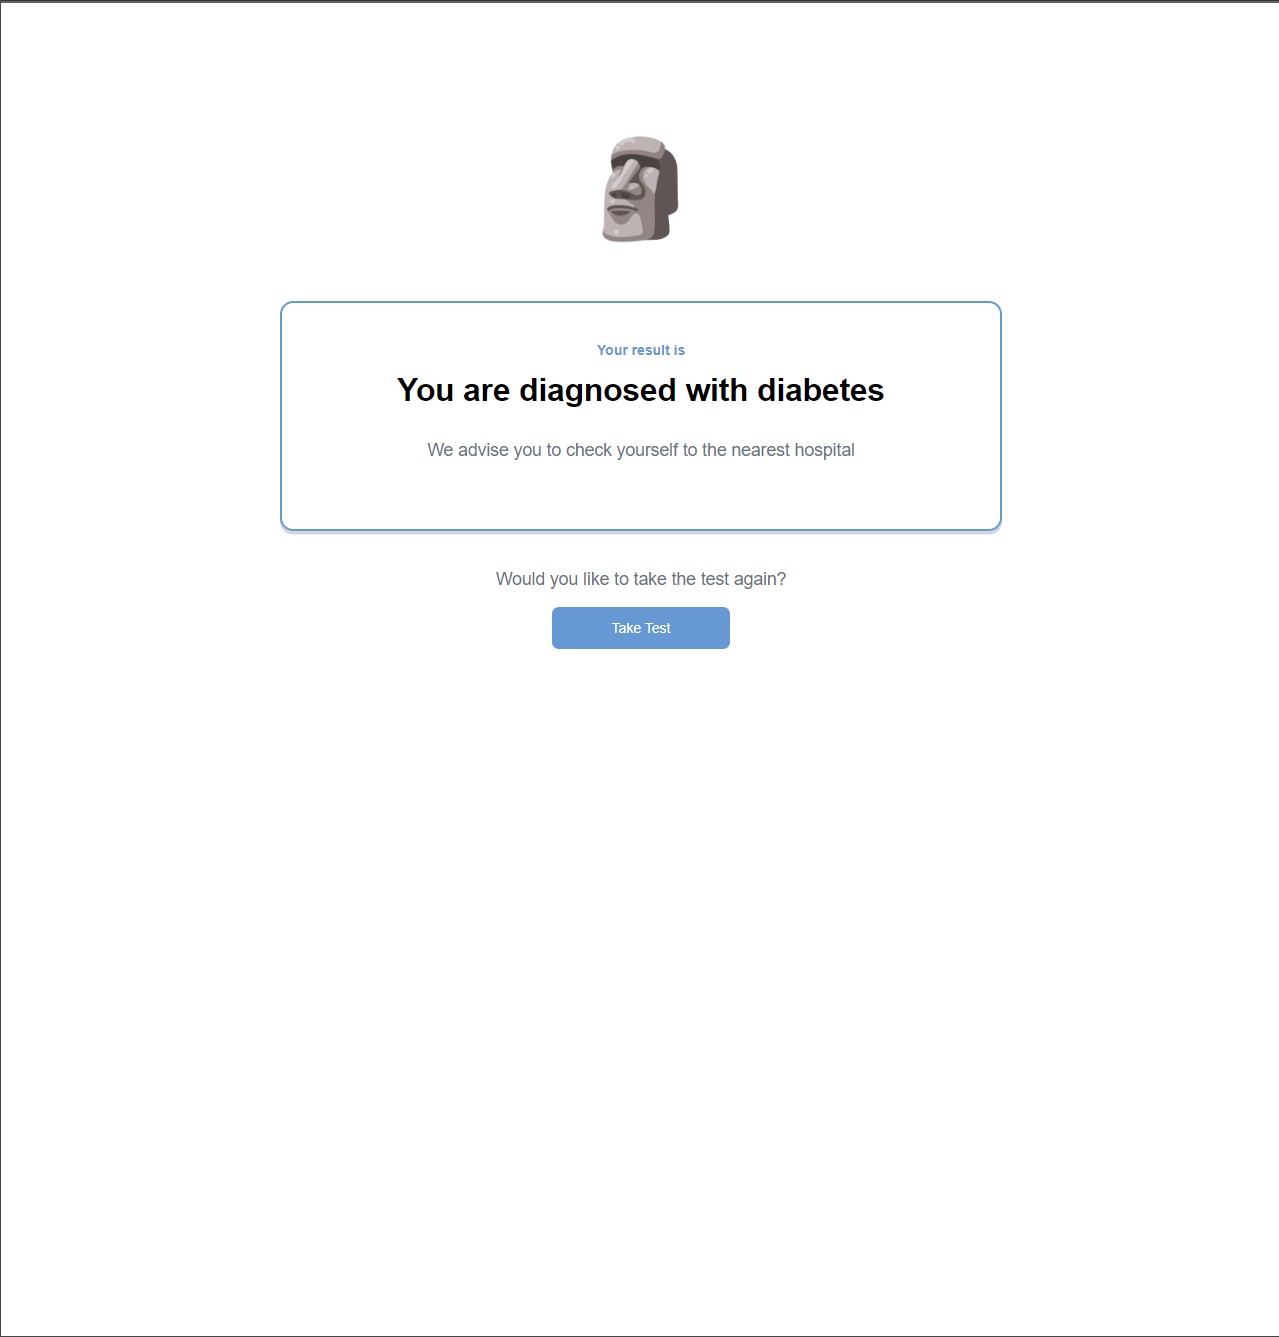 Your result is
You are diagnosed with diabetes
We advise you to check yourself to the nearest hospital
Would you like to take the test again?
Take Test